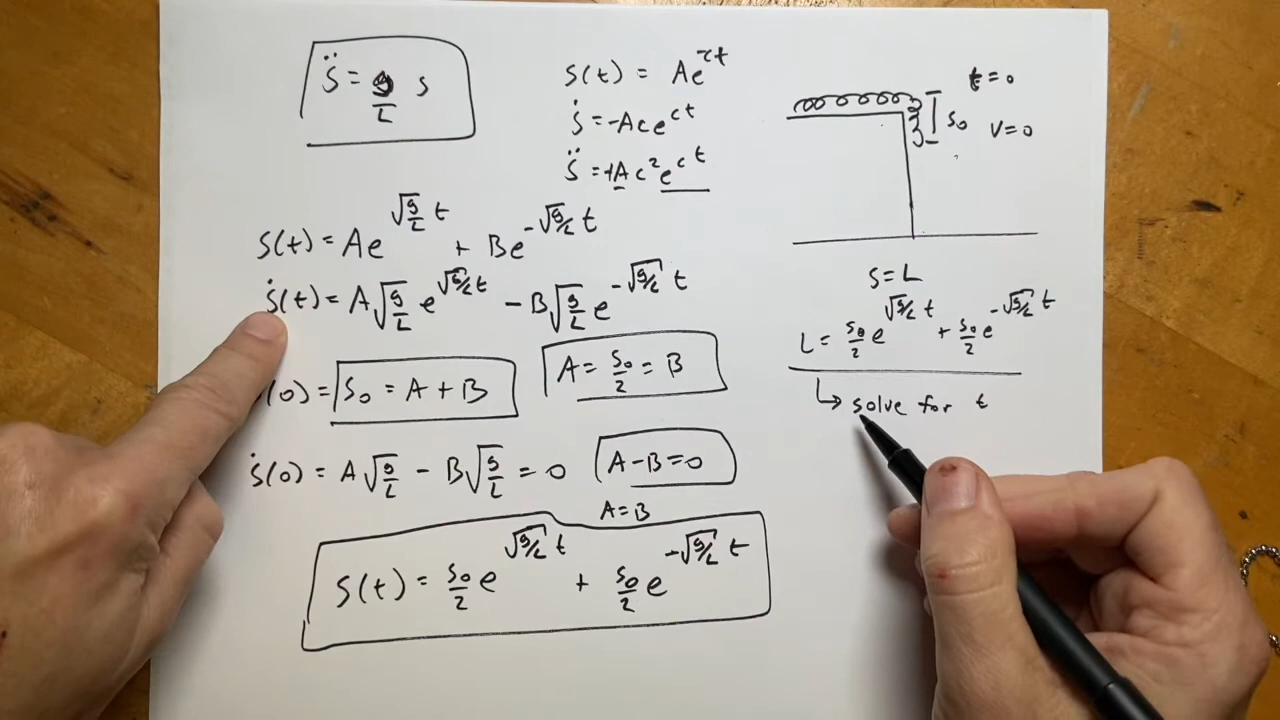 s̈ = g/L s
s(t) = Ae^-ct
ṡ = -Ace^ct
s̈ = +Ac²e^ct
s(t) = Ae^√(g/L) t + Be^-√(g/L) t
ṡ(t) = A√(g/L) e^√(g/L) t - B√(g/L) e^-√(g/L) t
(0) = s₀ = A + B
A = s₀/2 = B
ṡ(0) = A√(g/L) - B√(g/L) = 0
A-B=0
A=B
s(t) = s₀/2 e^√(g/L) t + s₀/2 e^-√(g/L) t
t=0
s₀
v=0
s=L
L = s₀/2 e^√(g/L) t + s₀/2 e^-√(g/L) t
↳ solve for t